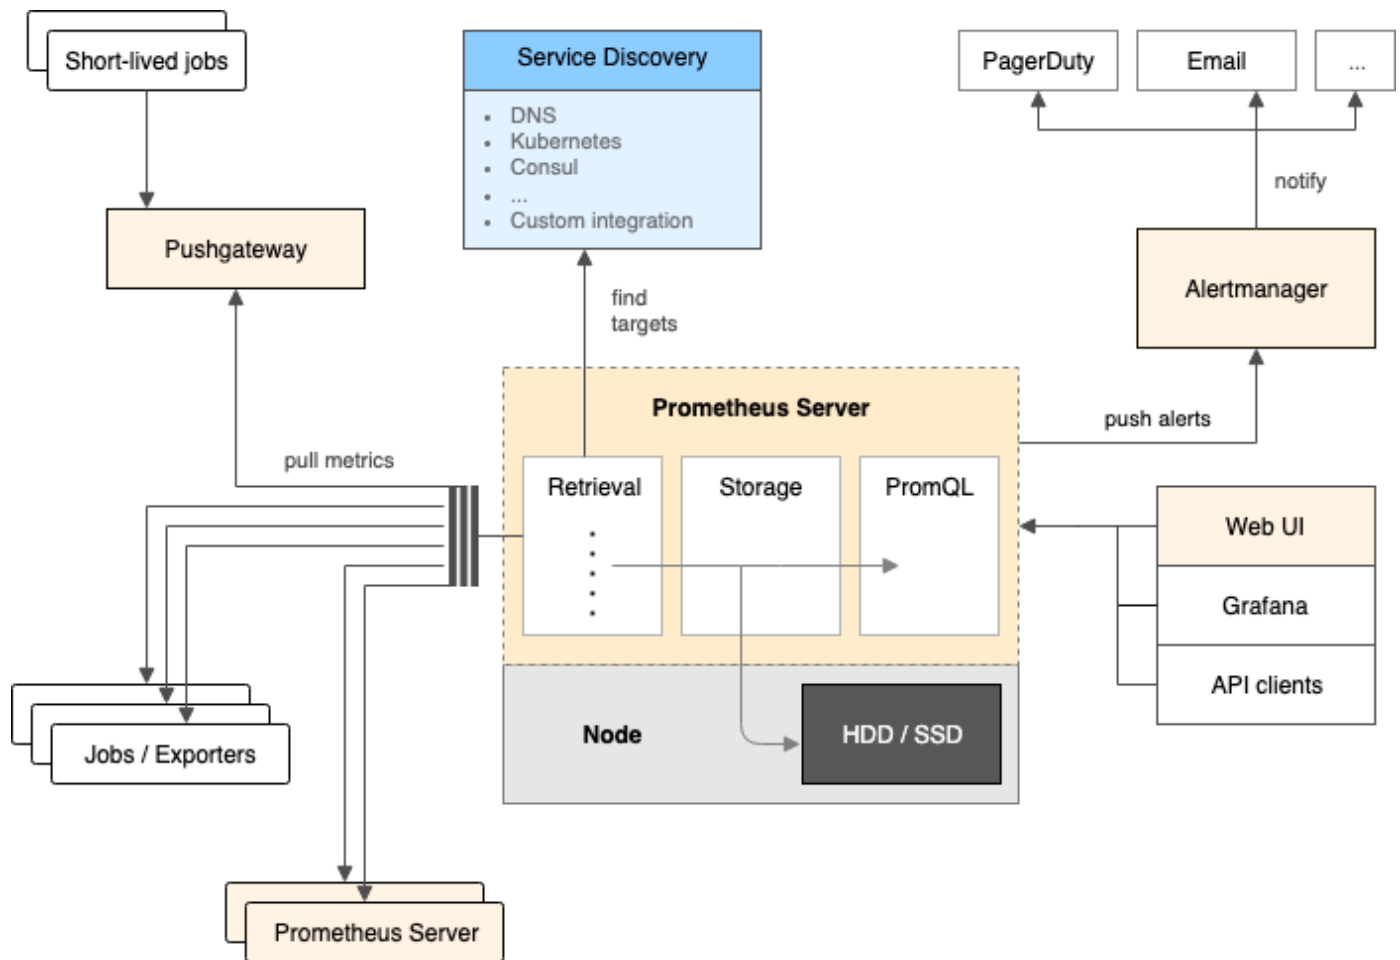 Short-lived jobs
Service Discovery
• DNS
• Kubernetes
• Consul
• ...
• Custom integration
PagerDuty
Email
...
notify
Pushgateway
Alertmanager
find
targets
Prometheus Server
push alerts
pull metrics
Retrieval
Storage
PromQL
Web UI
Grafana
API clients
Node
HDD / SSD
Jobs / Exporters
Prometheus Server